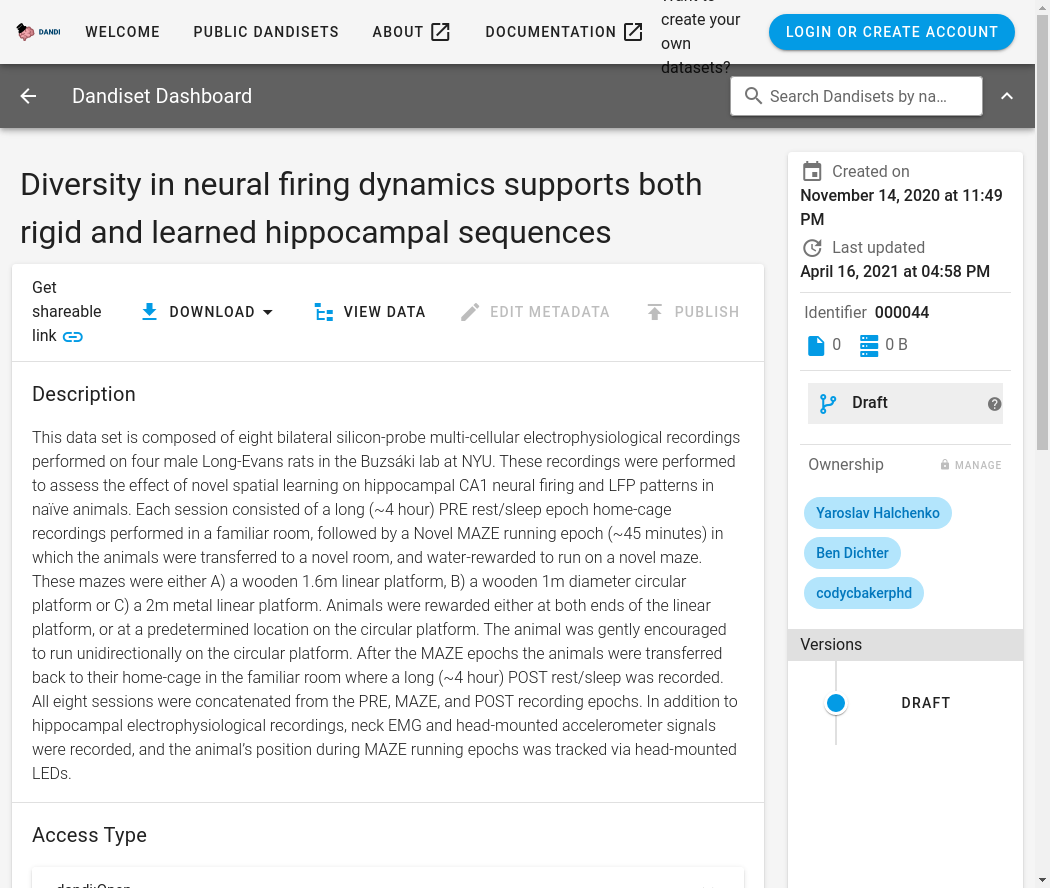 DANDI
WELCOME
PUBLIC DANDISETS
ABOUT
DOCUMENTATION
create your
own
datasets?
LOGIN OR CREATE ACCOUNT
Dandiset Dashboard
Search Dandisets by na…
Diversity in neural firing dynamics supports both
rigid and learned hippocampal sequences
Get
shareable
link
DOWNLOAD
VIEW DATA
EDIT METADATA
PUBLISH
Description
This data set is composed of eight bilateral silicon-probe multi-cellular electrophysiological recordings
performed on four male Long-Evans rats in the Buzsáki lab at NYU. These recordings were performed
to assess the effect of novel spatial learning on hippocampal CA1 neural firing and LFP patterns in
naïve animals. Each session consisted of a long (~4 hour) PRE rest/sleep epoch home-cage
recordings performed in a familiar room, followed by a Novel MAZE running epoch (~45 minutes) in
which the animals were transferred to a novel room, and water-rewarded to run on a novel maze.
These mazes were either A) a wooden 1.6m linear platform, B) a wooden 1m diameter circular
platform or C) a 2m metal linear platform. Animals were rewarded either at both ends of the linear
platform, or at a predetermined location on the circular platform. The animal was gently encouraged
to run unidirectionally on the circular platform. After the MAZE epochs the animals were transferred
back to their home-cage in the familiar room where a long (~4 hour) POST rest/sleep was recorded.
All eight sessions were concatenated from the PRE, MAZE, and POST recording epochs. In addition to
hippocampal electrophysiological recordings, neck EMG and head-mounted accelerometer signals
were recorded, and the animal’s position during MAZE running epochs was tracked via head-mounted
LEDs.
Access Type
Created on
November 14, 2020 at 11:49
PM
Last updated
April 16, 2021 at 04:58 PM
Identifier 000044
0 0 B
Draft
Ownership
MANAGE
Yaroslav Halchenko
Ben Dichter
codycbakerphd
Versions
DRAFT